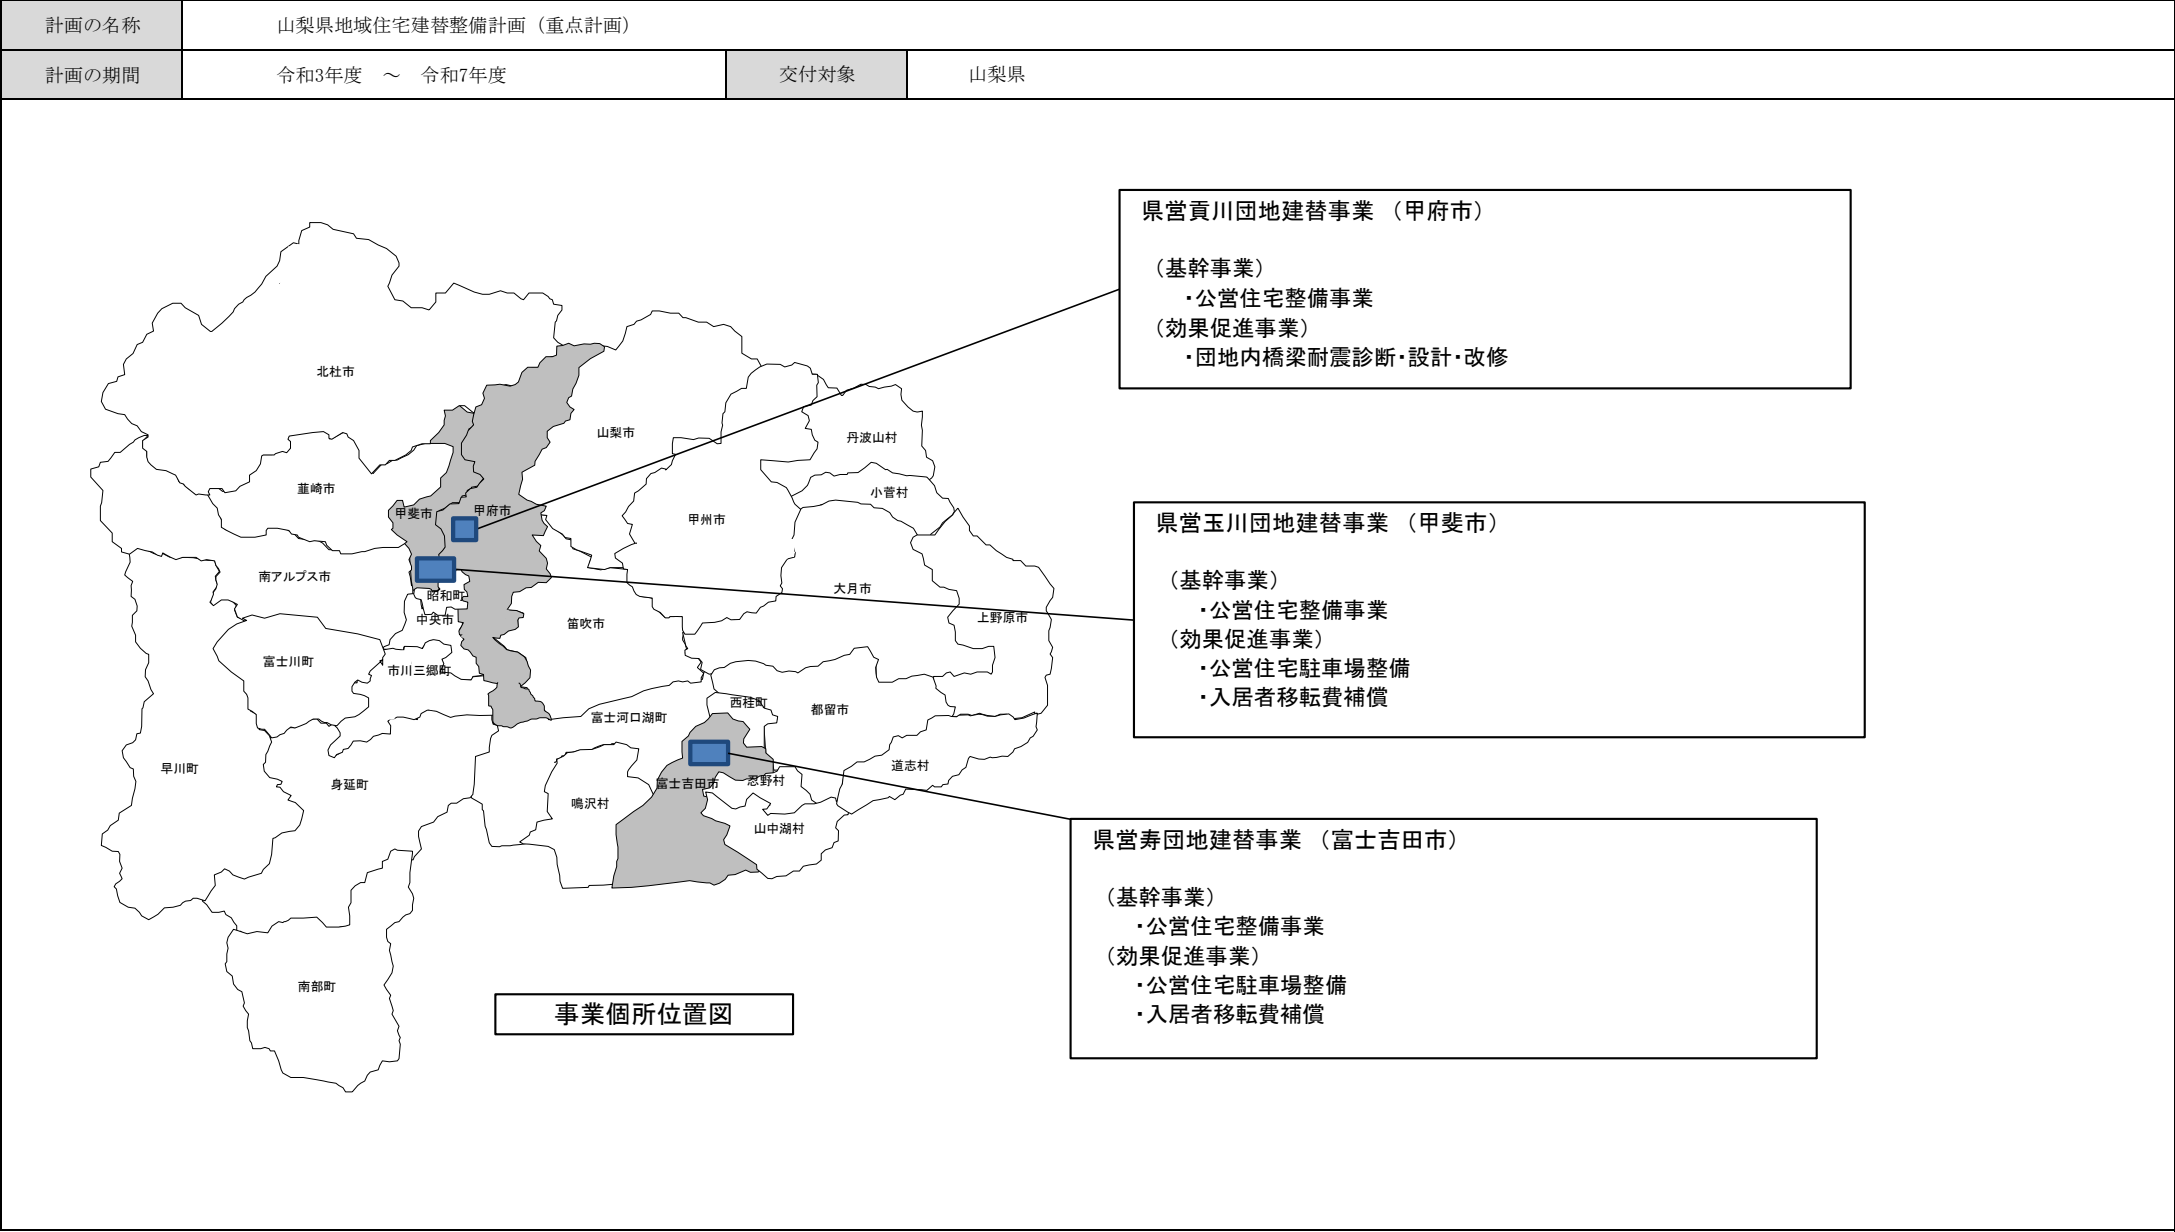 計画の名称 山梨県地域住宅建替整備計画（重点計画）
計画の期間 令和3年度 ～ 令和7年度 交付対象 山梨県
県営貢川団地建替事業 （甲府市）
（基幹事業）
・公営住宅整備事業
（効果促進事業）
・団地内橋梁耐震診断・設計・改修
県営玉川団地建替事業 （甲斐市）
（基幹事業）
・公営住宅整備事業
（効果促進事業）
・公営住宅駐車場整備
・入居者移転費補償
県営寿団地建替事業 （富士吉田市）
（基幹事業）
・公営住宅整備事業
（効果促進事業）
・公営住宅駐車場整備
・入居者移転費補償
北杜市
山梨市
丹波山村
韮崎市
小菅村
甲斐市
甲府市
甲州市
南アルプス市
大月市
昭和町
中央市
笛吹市
上野原市
富士川町
市川三郷町
西桂町
都留市
富士河口湖町
早川町
身延町
富士吉田市
忍野村
道志村
鳴沢村
山中湖村
南部町
事業個所位置図